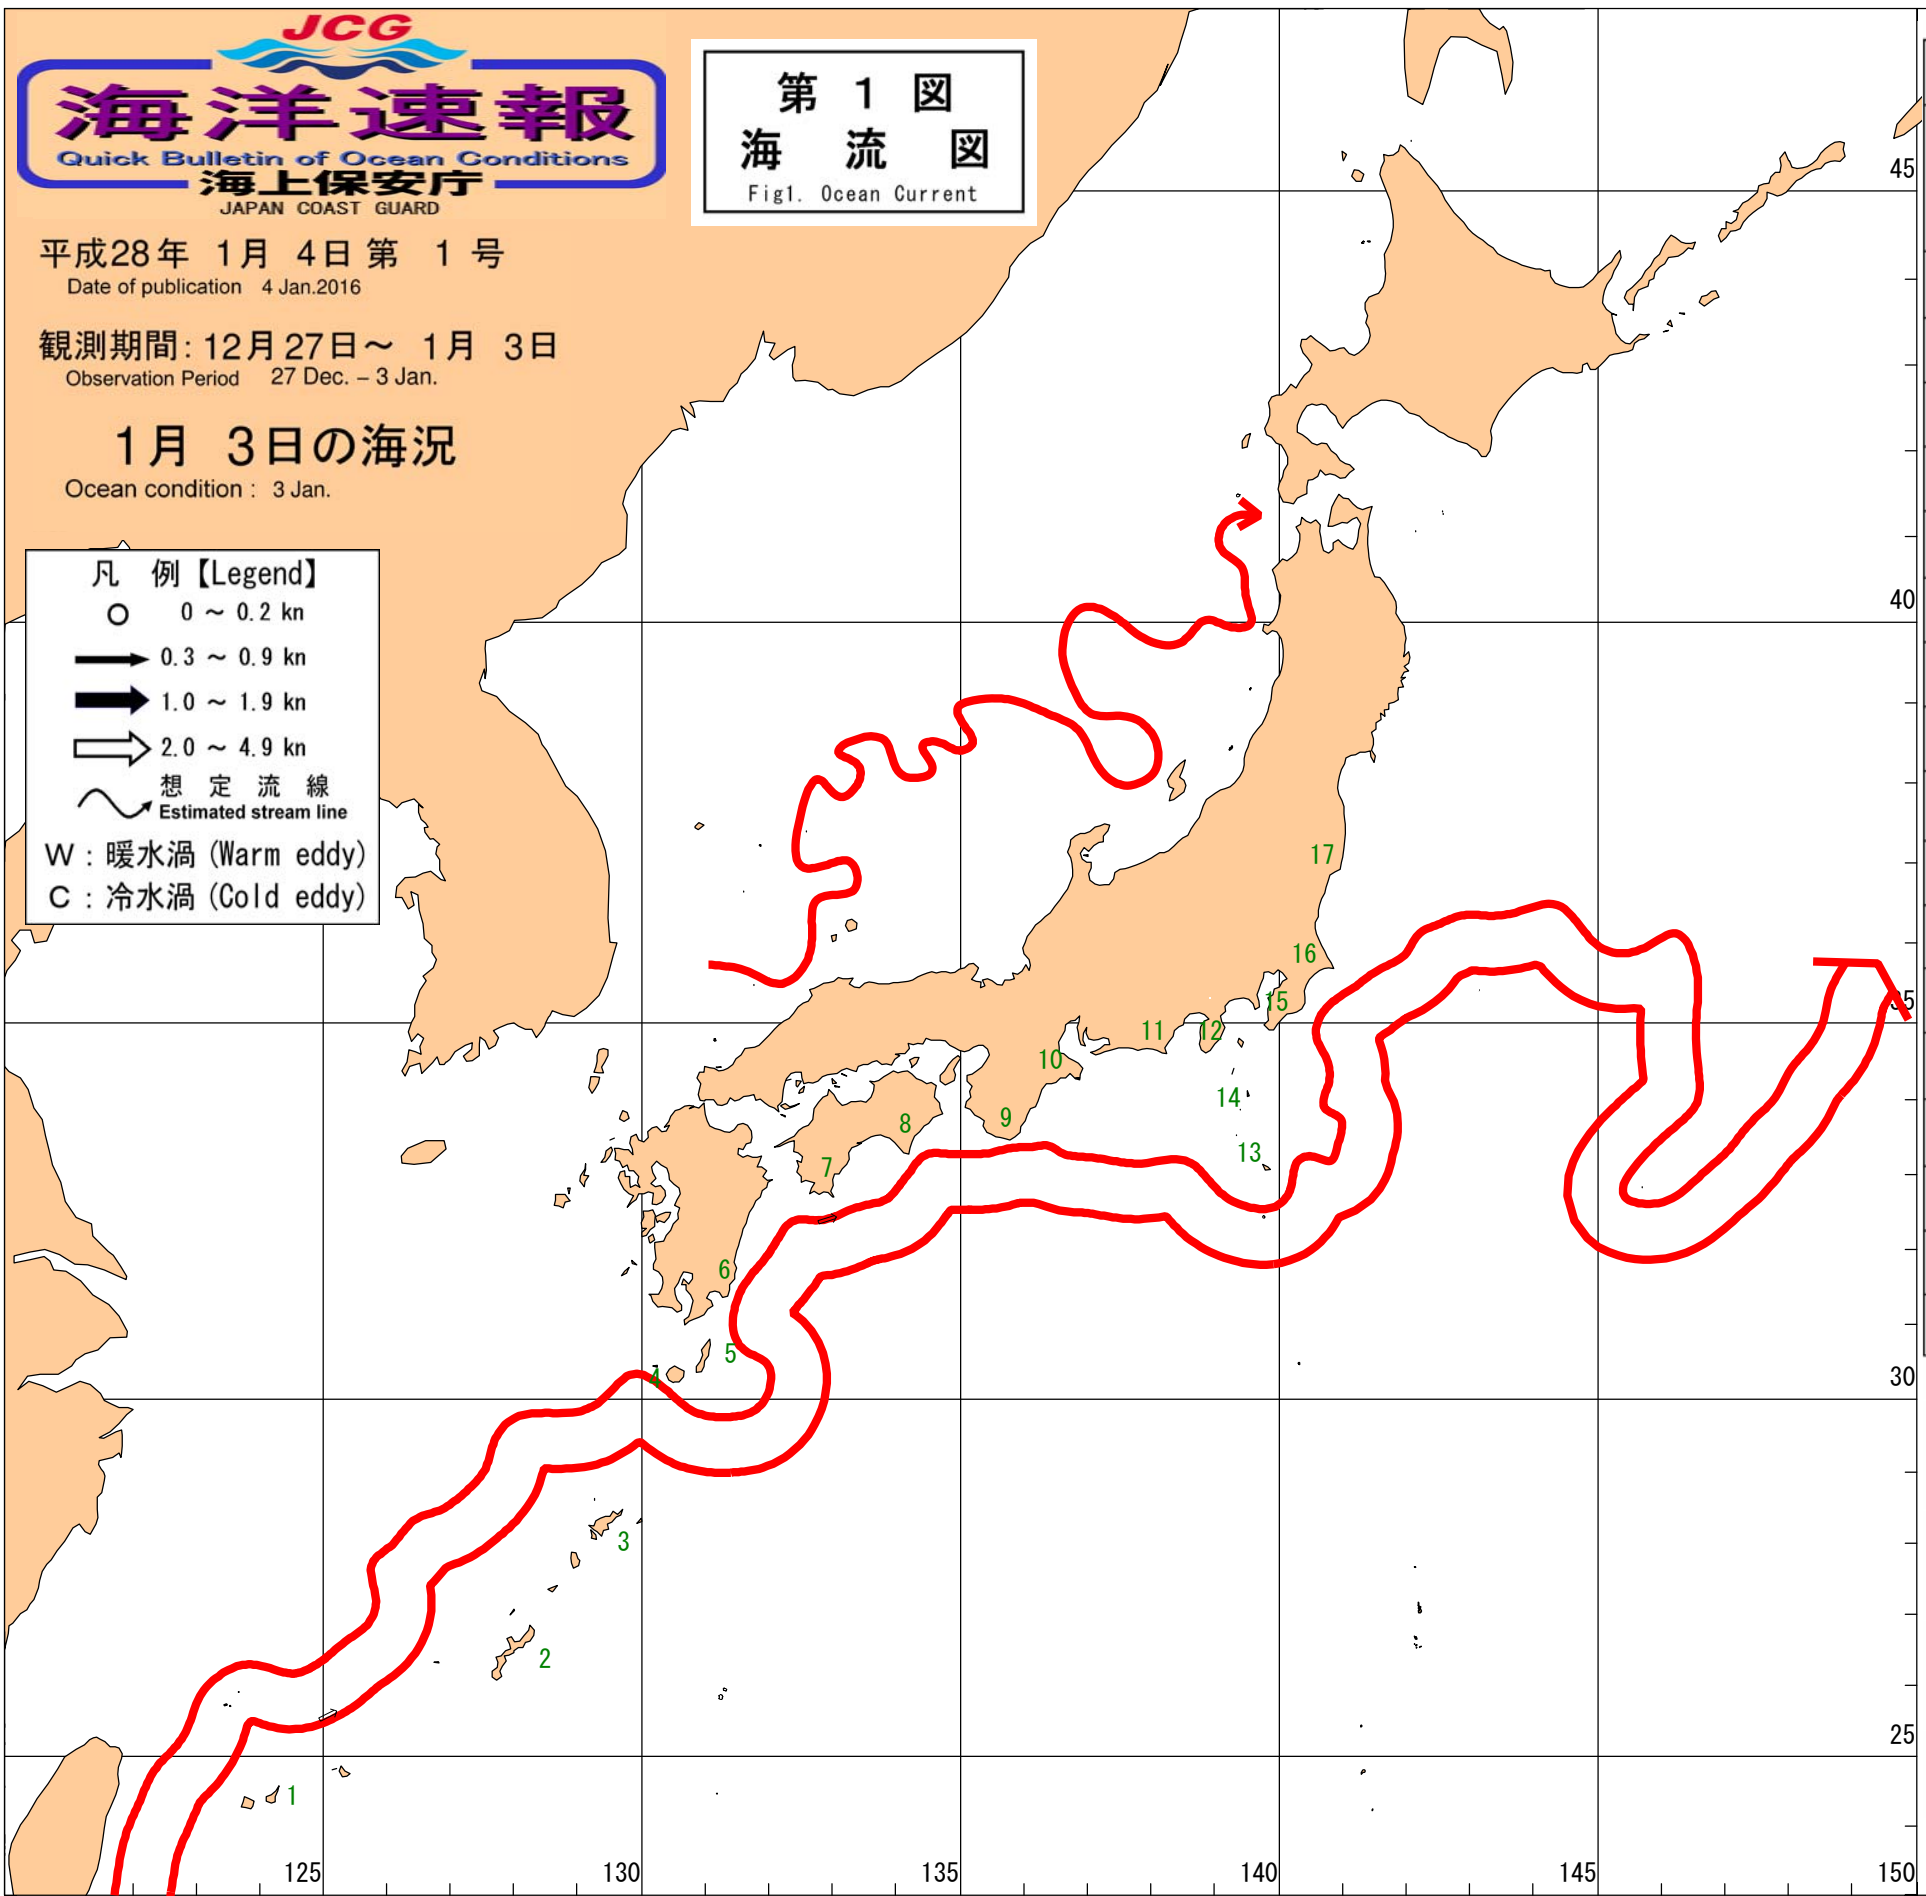 JCG
海洋速報
Quick Bulletin of Ocean Conditions
海上保安庁
JAPAN COAST GUARD
第 1 図
海 流 図
Fig1. Ocean Current
平成28年 1月 4日 第 1 号
Date of publication 4 Jan.2016
観測期間: 12月27日～ 1月 3日
Observation Period 27 Dec. – 3 Jan.
1月 3日の海況
Ocean condition : 3 Jan.
凡 例【Legend】
0 ～ 0.2 kn
0.3 ～ 0.9 kn
1.0 ～ 1.9 kn
2.0 ～ 4.9 kn
想 定 流 線
Estimated stream line
W : 暖水渦 (Warm eddy)
C : 冷水渦 (Cold eddy)
45
40
17
16
15
35
11
12
10
14
9
8
13
7
6
5
4
30
3
2
25
1
125
130
135
140
145
150